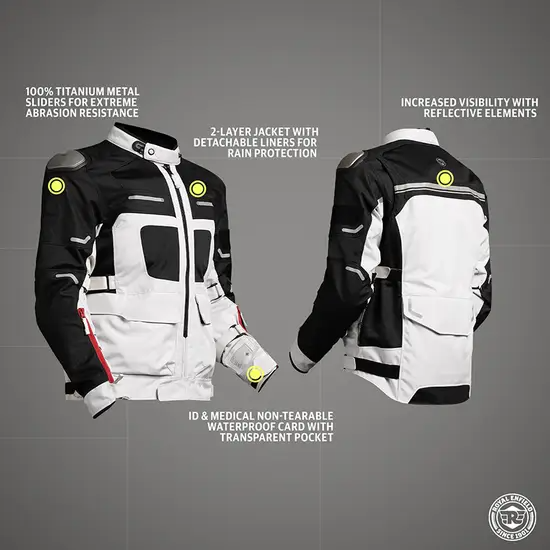 100% TITANIUM METAL
SLIDERS FOR EXTREME
ABRASION RESISTANCE
2-LAYER JACKET WITH
DETACHABLE LINERS FOR
RAIN PROTECTION
INCREASED VISIBILITY WITH
REFLECTIVE ELEMENTS
ID & MEDICAL NON-TEARABLE
WATERPROOF CARD WITH
TRANSPARENT POCKET
ROYAL ENFIELD
RE
SINCE 1901